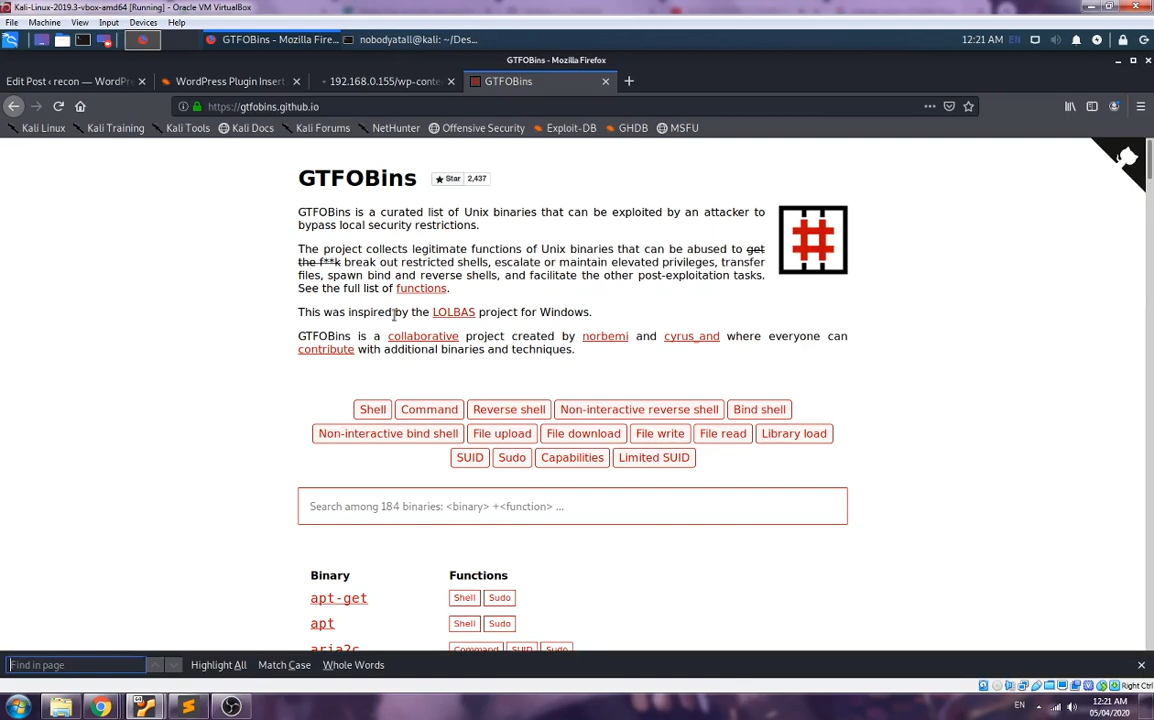 Kali-Linux-2019.3-vbox-amd64 [Running] - Oracle VM VirtualBox
File Machine View Input Devices Help
GTFOBins - Mozilla Fire... nobodyatall@kali: ~/Des... 12:21 AM EN
GTFOBins - Mozilla Firefox
Edit Post ‹ recon — WordPr WordPress Plugin Insert 192.168.0.155/wp-conte GTFOBins
https://gtfobins.github.io
Kali Linux Kali Training Kali Tools Kali Docs Kali Forums NetHunter Offensive Security Exploit-DB GHDB MSFU
GTFOBins Star 2,437
GTFOBins is a curated list of Unix binaries that can be exploited by an attacker to
bypass local security restrictions.
The project collects legitimate functions of Unix binaries that can be abused to get
the f**k break out restricted shells, escalate or maintain elevated privileges, transfer
files, spawn bind and reverse shells, and facilitate the other post-exploitation tasks.
See the full list of functions.
This was inspired by the LOLBAS project for Windows.
GTFOBins is a collaborative project created by norbemi and cyrus_and where everyone can
contribute with additional binaries and techniques.
Shell Command Reverse shell Non-interactive reverse shell Bind shell
Non-interactive bind shell File upload File download File write File read Library load
SUID Sudo Capabilities Limited SUID
Search among 184 binaries: <binary> +<function> ...
Binary Functions
apt-get Shell Sudo
apt Shell Sudo
aria2c Command SUID Sudo
Find in page Highlight All Match Case Whole Words
Right Ctrl
EN 12:21 AM
05/04/2020